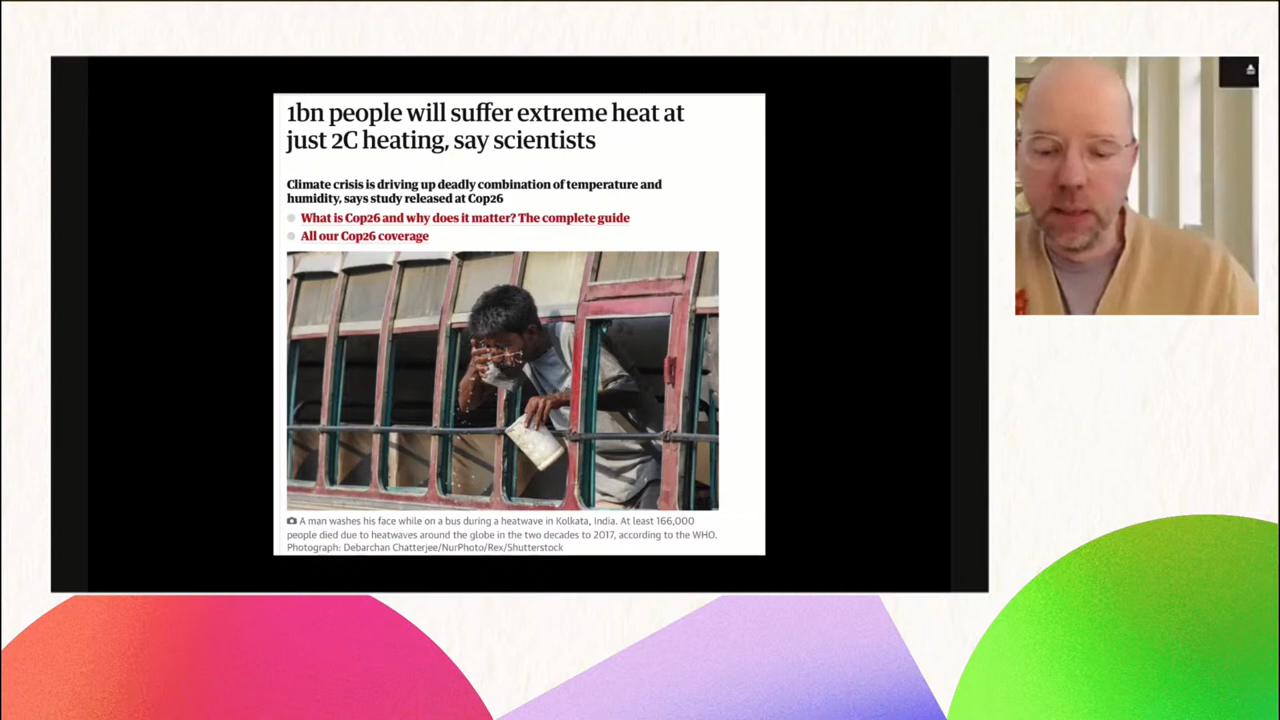 1bn people will suffer extreme heat at
just 2C heating, say scientists
Climate crisis is driving up deadly combination of temperature and
humidity, says study released at Cop26
What is Cop26 and why does it matter? The complete guide
All our Cop26 coverage
A man washes his face while on a bus during a heatwave in Kolkata, India. At least 166,000
people died due to heatwaves around the globe in the two decades to 2017, according to the WHO.
Photograph: Debarchan Chatterjee/NurPhoto/Rex/Shutterstock